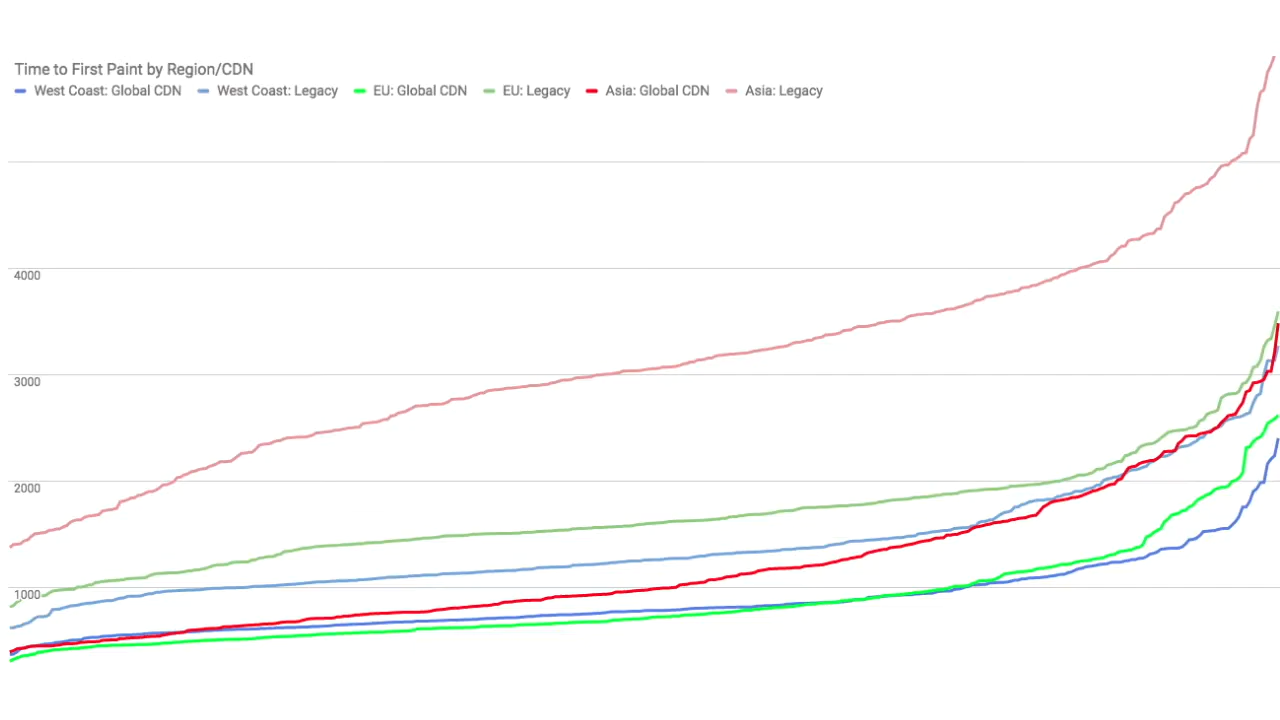 Time to First Paint by Region/CDN
West Coast: Global CDN West Coast: Legacy EU: Global CDN EU: Legacy Asia: Global CDN Asia: Legacy
4000
3000
2000
1000